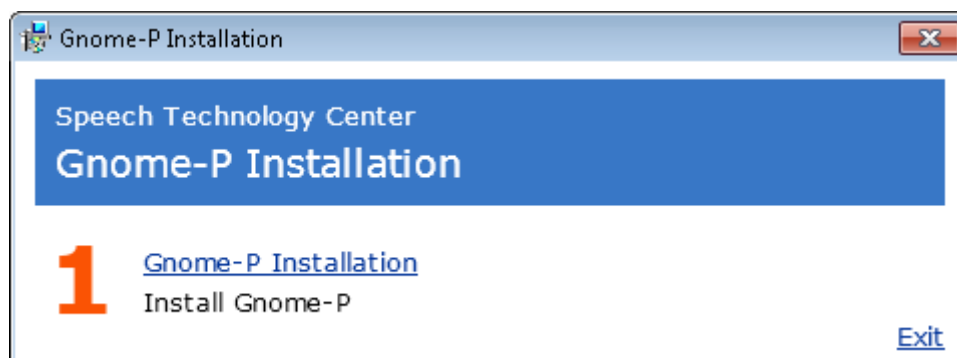 Gnome-P Installation
Speech Technology Center
Gnome-P Installation
1
Gnome-P Installation
Install Gnome-P
Exit